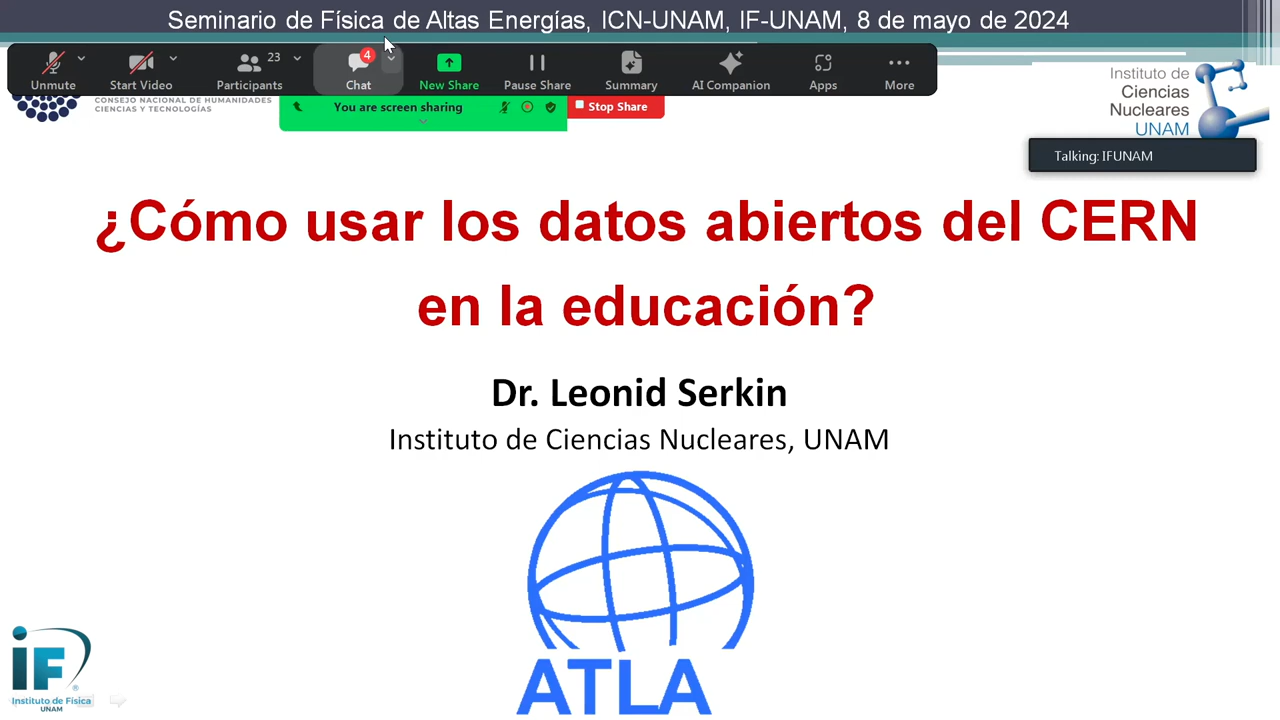 Seminario de Física de Altas Energías, ICN-UNAM, IF-UNAM, 8 de mayo de 2024
Unmute
Start Video
Participants
23
Chat
4
New Share
Pause Share
Summary
AI Companion
Apps
More
CONSEJO NACIONAL DE HUMANIDADES
CIENCIAS Y TECNOLOGÍAS
You are screen sharing
Stop Share
Instituto de
Ciencias
Nucleares
UNAM
Talking: IFUNAM
¿Cómo usar los datos abiertos del CERN
en la educación?
Dr. Leonid Serkin
Instituto de Ciencias Nucleares, UNAM
ATLA
iF
Instituto de Física
UNAM